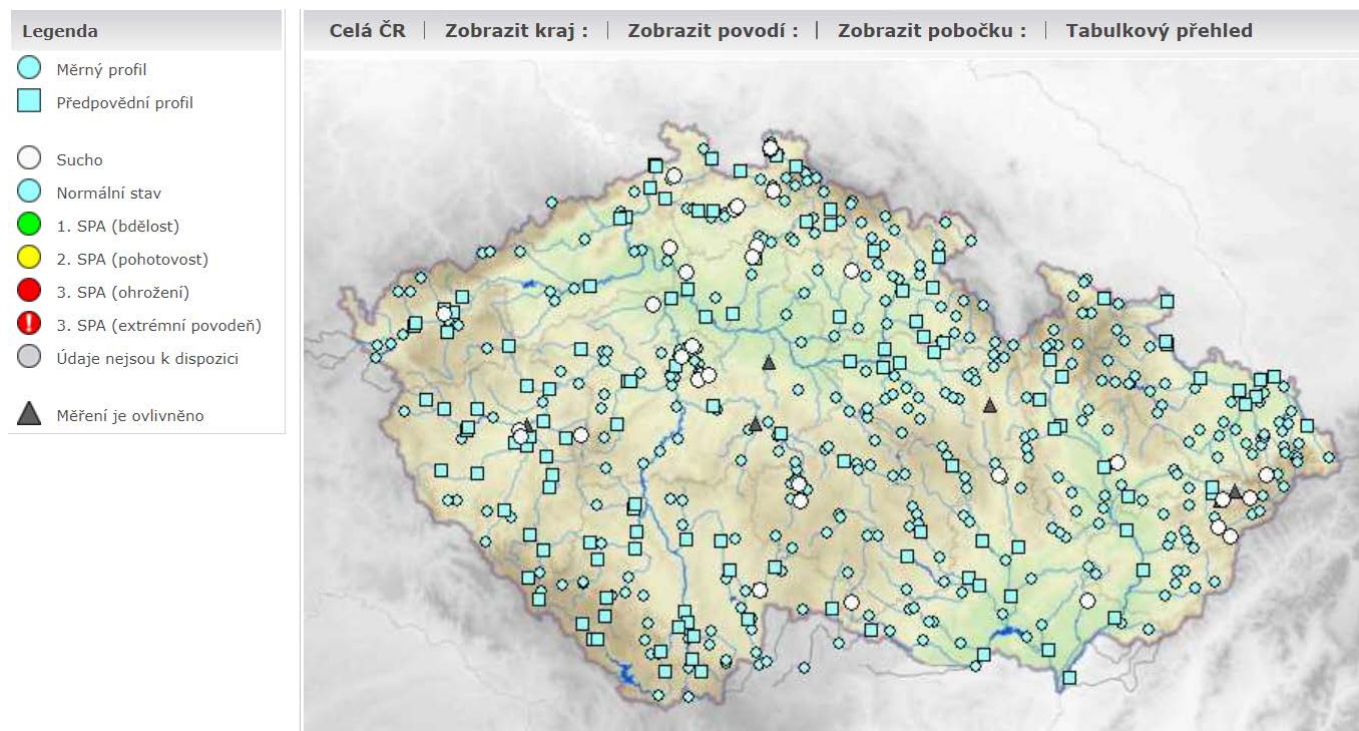 Legenda
Měrný profil
Předpovědní profil
Sucho
Normální stav
1. SPA (bdělost)
2. SPA (pohotovost)
3. SPA (ohrožení)
3. SPA (extrémní povodeň)
Údaje nejsou k dispozici
Měření je ovlivněno
Celá ČR | Zobrazit kraj : | Zobrazit povodí : | Zobrazit pobočku : | Tabulkový přehled